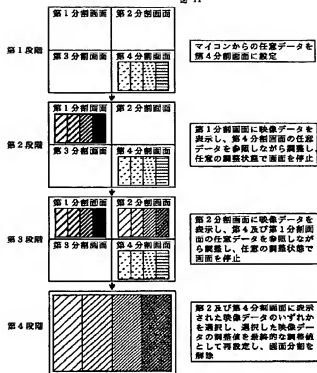 図 11
第1分割画面 第2分割画面
第1段階
第3分割画面 第4分割画面
マイコンからの任意データを
第4分割画面に設定
第1分割画面 第2分割画面
第2段階
第3分割画面 第4分割画面
第1分割画面に映像データを
表示し、第4分割画面の任意
データを参照しながら調整し、
任意の調整状態で画面を停止
第1分割画面 第2分割画面
第3段階
第3分割画面 第4分割画面
第2分割画面に映像データを
表示し、第4及び第1分割画
面の任意データを参照しなが
ら調整し、任意の調整状態で
画面を停止
第4段階
第2及び第4分割画面に表示
された映像データのいずれか
を選択し、選択した映像デー
タの調整値を最終的な調整値
として再設定し、画面分割を
解除